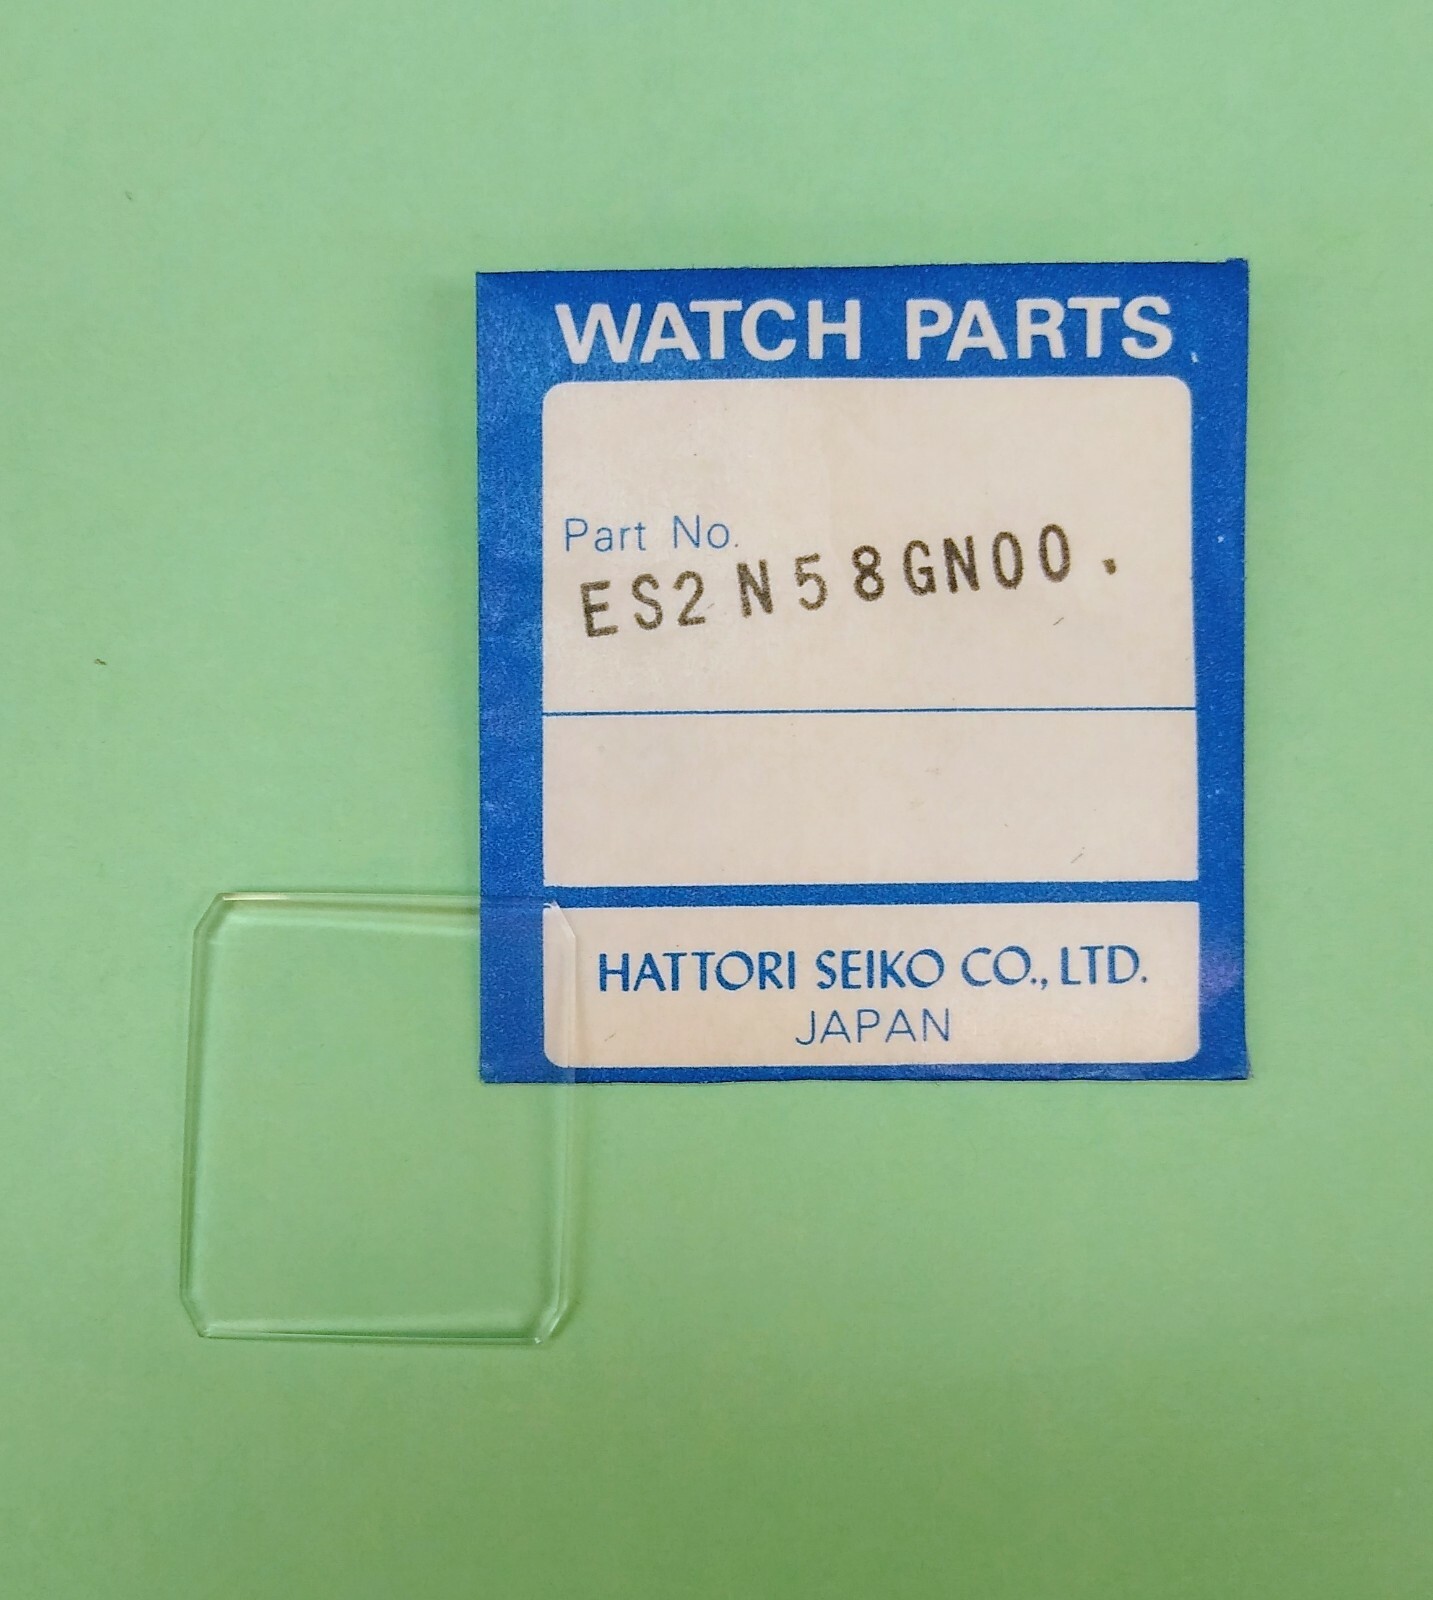 WATCH PARTS
Part No.
ES2N58GN00.
HATTORI SEIKO CO., LTD.
JAPAN